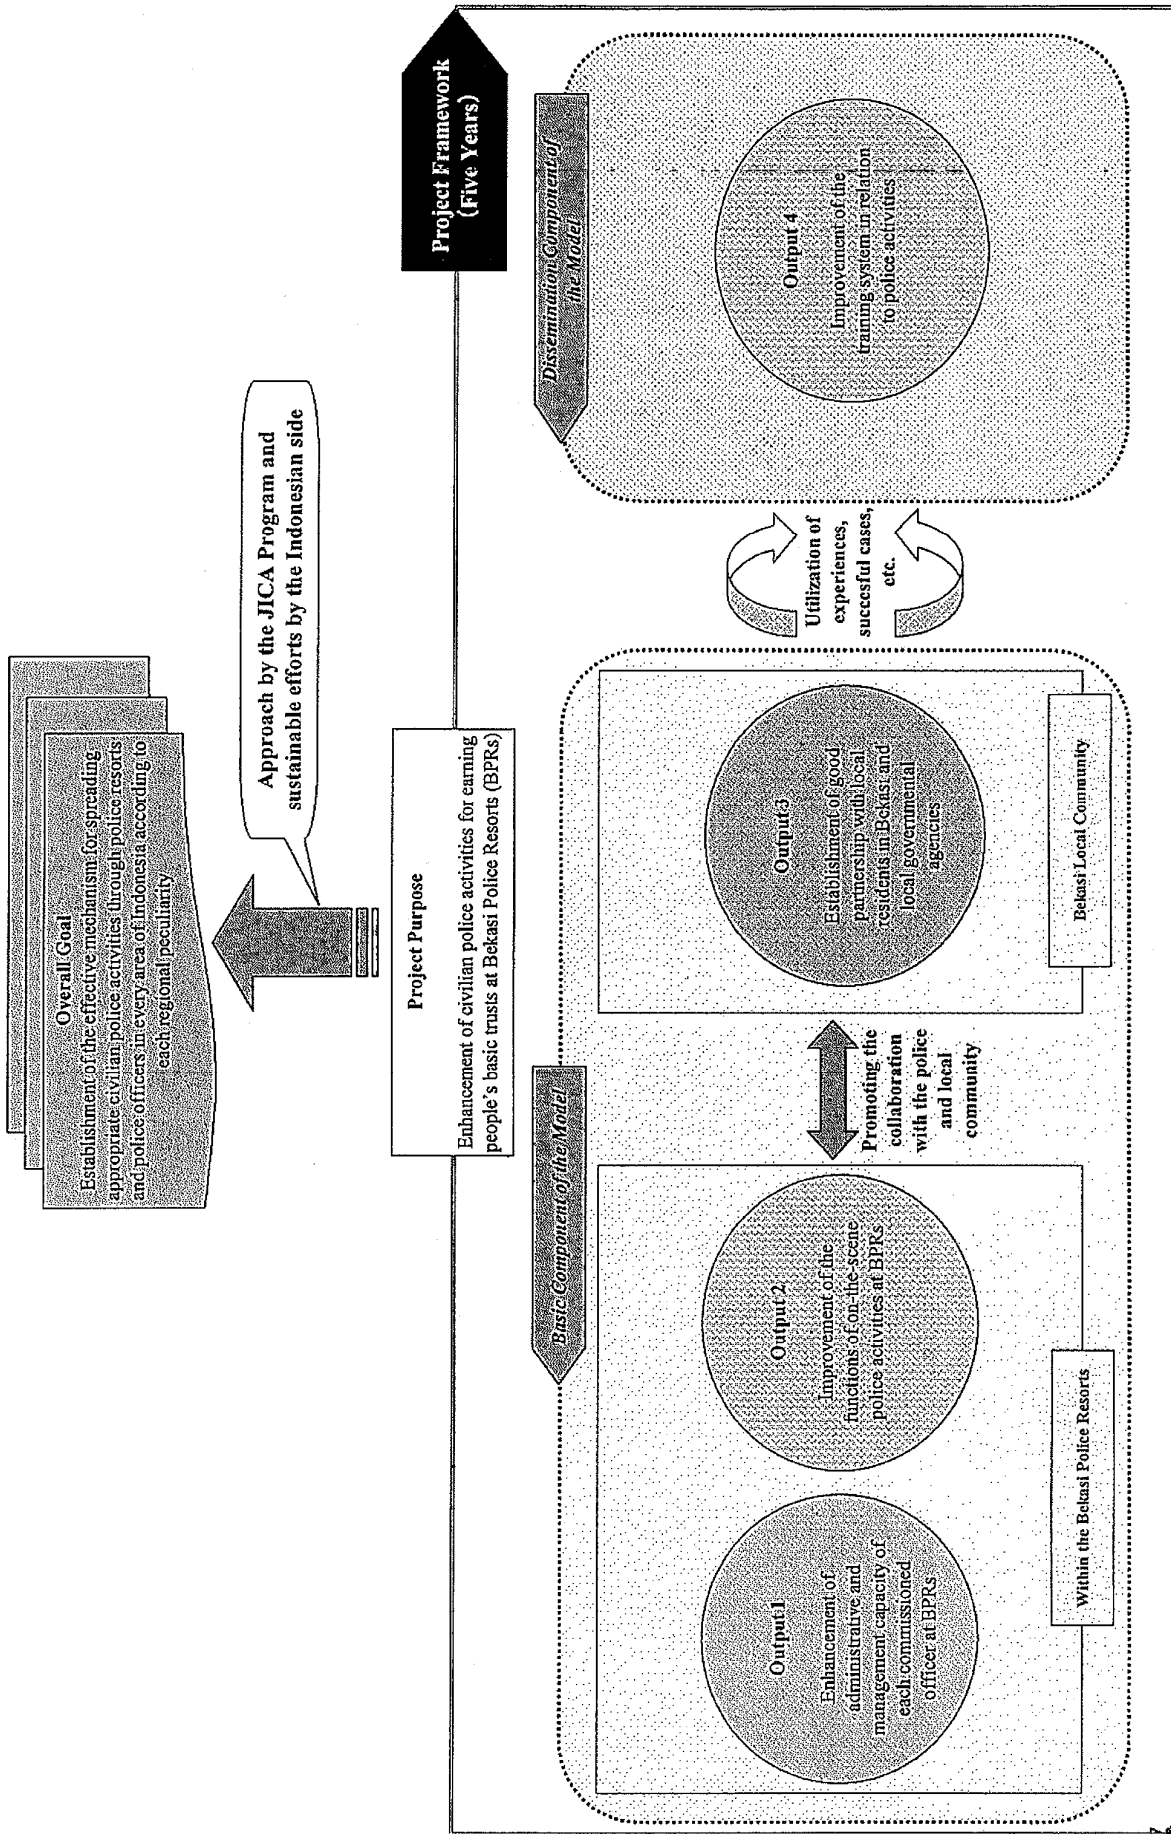 Overall Goal
Establishment of the effective mechanism for spreading
appropriate civilian police activities through police resorts
and police officers in every area of Indonesia according to
each regional peculiarity
Approach by the JICA Program and
sustainable efforts by the Indonesian side
Project Framework
(Five Years)
Project Purpose
Enhancement of civilian police activities for earning
people's basic trusts at Bekasi Police Resorts (BPRs)
Basic Component of the Model
Output 1
Enhancement of
administrative and
management capacity of
each commissioned
officer at BPRs
Output 2
Improvement of the
functions of on-the-scene
police activities at BPRs
Within the Bekasi Police Resorts
Promoting the
collaboration
with the police
and local
community
Output 3
Establishment of good
partnership with local
residents in Bekasi and
local governmental
agencies
Bekasi Local Community
Utilization of
experiences,
succesful cases,
etc.
Dissemination Component of
the Model
Output 4
Improvement of the
training system in relation
to police activities